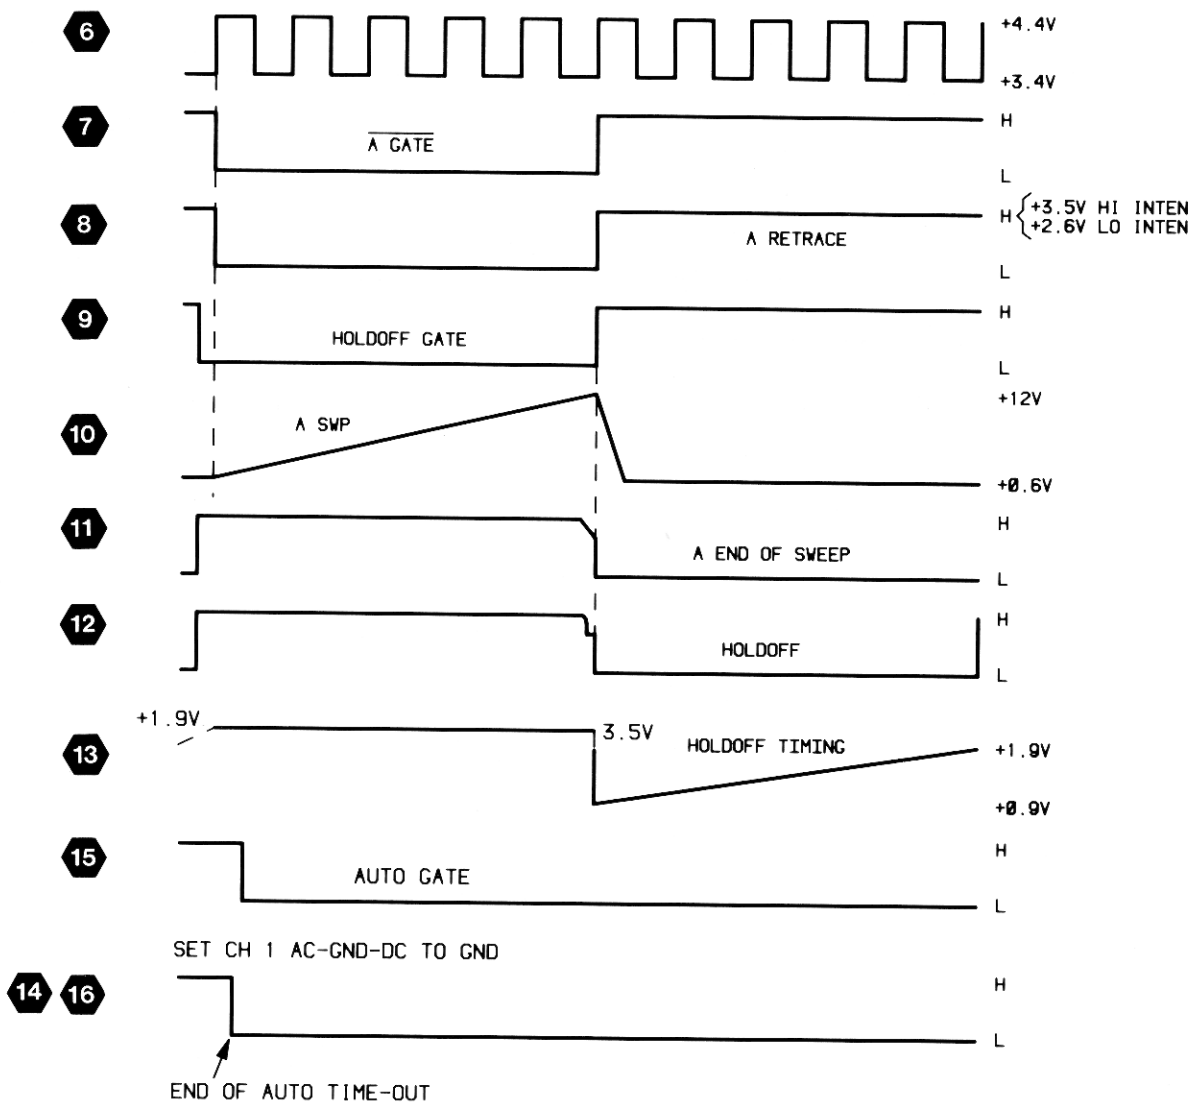 6
+4.4V
+3.4V
7
A GATE
H
L
8
H
+3.5V HI INTEN
+2.6V LO INTEN
A RETRACE
L
9
HOLDOFF GATE
H
L
10
A SWP
+12V
+0.6V
11
A END OF SWEEP
H
L
12
HOLDOFF
H
L
13
+1.9V
3.5V
HOLDOFF TIMING
+1.9V
+0.9V
15
AUTO GATE
H
L
SET CH 1 AC-GND-DC TO GND
14 16
H
L
END OF AUTO TIME-OUT